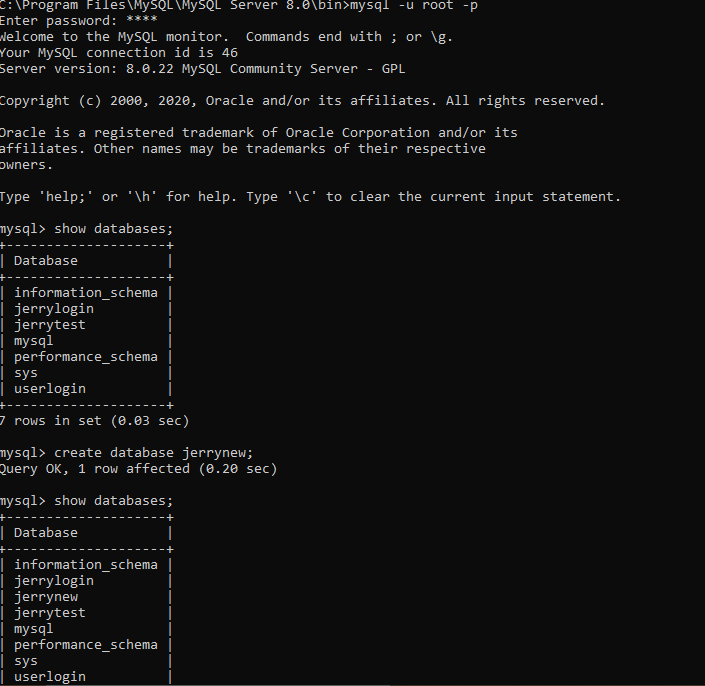 C:\Program Files\MySQL\MySQL Server 8.0\bin>mysql -u root -p
Enter password: ****
Welcome to the MySQL monitor.  Commands end with ; or \g.
Your MySQL connection id is 46
Server version: 8.0.22 MySQL Community Server - GPL

Copyright (c) 2000, 2020, Oracle and/or its affiliates. All rights reserved.

Oracle is a registered trademark of Oracle Corporation and/or its
affiliates. Other names may be trademarks of their respective
owners.

Type 'help;' or '\h' for help. Type '\c' to clear the current input statement.

mysql> show databases;
+--------------------+
| Database           |
+--------------------+
| information_schema |
| jerrylogin         |
| jerrytest          |
| mysql              |
| performance_schema |
| sys                |
| userlogin          |
+--------------------+
7 rows in set (0.03 sec)

mysql> create database jerrynew;
Query OK, 1 row affected (0.20 sec)

mysql> show databases;
+--------------------+
| Database           |
+--------------------+
| information_schema |
| jerrylogin         |
| jerrynew           |
| jerrytest          |
| mysql              |
| performance_schema |
| sys                |
| userlogin          |